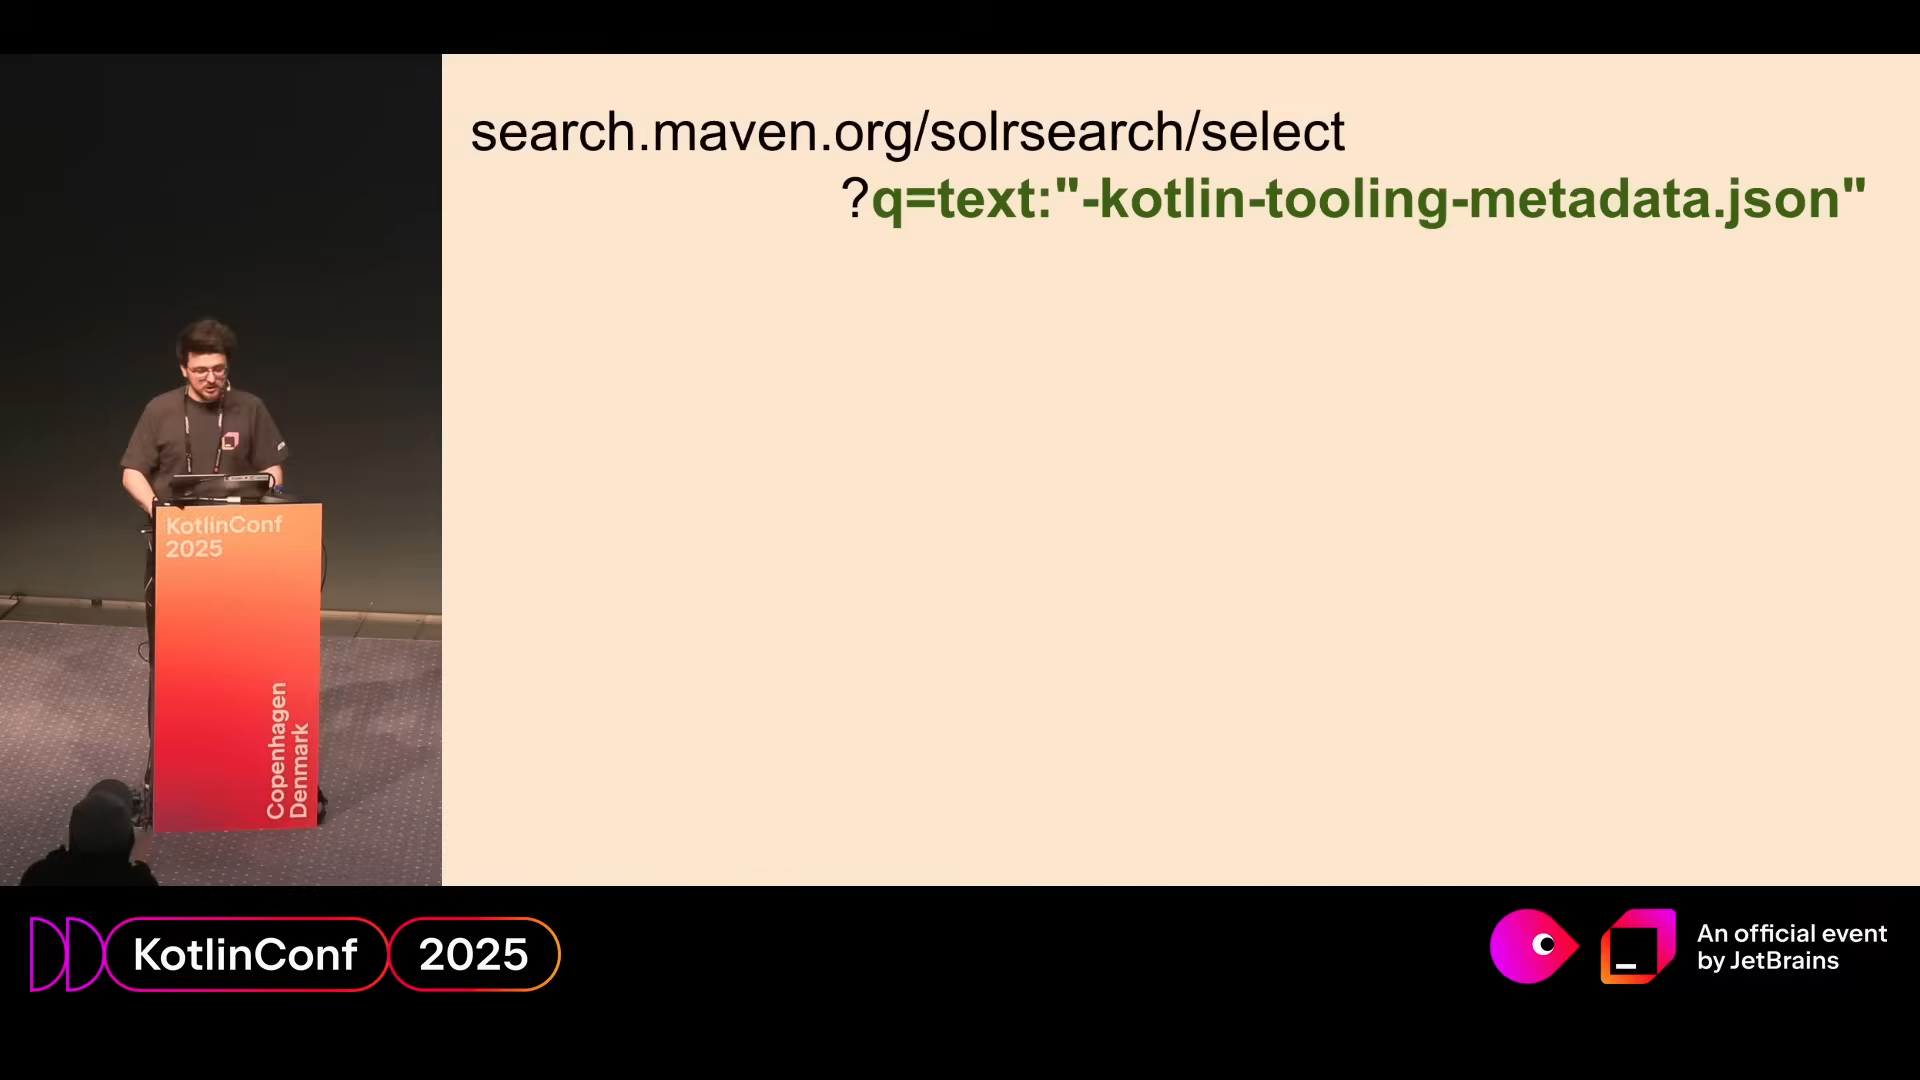 search.maven.org/solrsearch/select
?q=text:"-kotlin-tooling-metadata.json"
KotlinConf
2025
Copenhagen
Denmark
KotlinConf 2025
An official event
by JetBrains